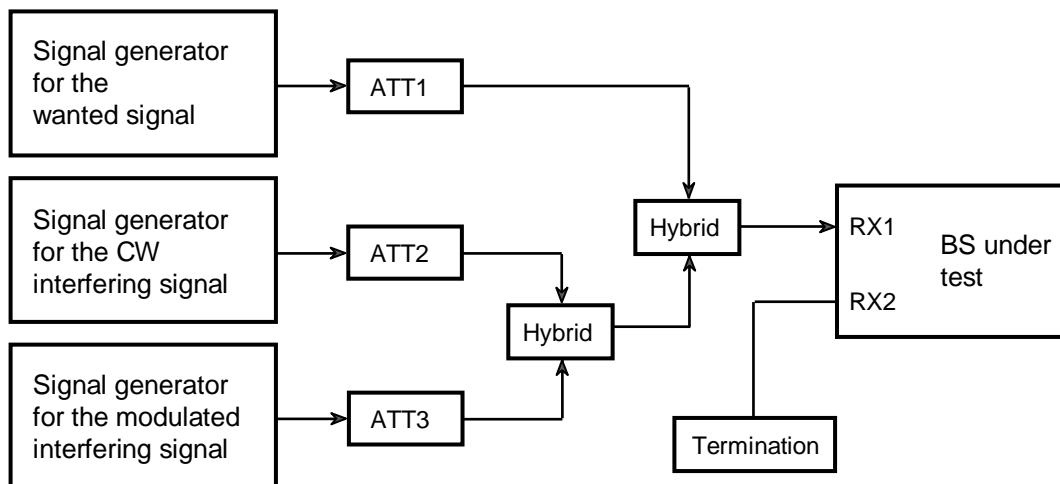 Signal generator
for the
wanted signal
ATT1
Signal generator
for the CW
interfering signal
ATT2
Hybrid
Hybrid
Signal generator
for the modulated
interfering signal
ATT3
RX1
BS under
test
RX2
Termination